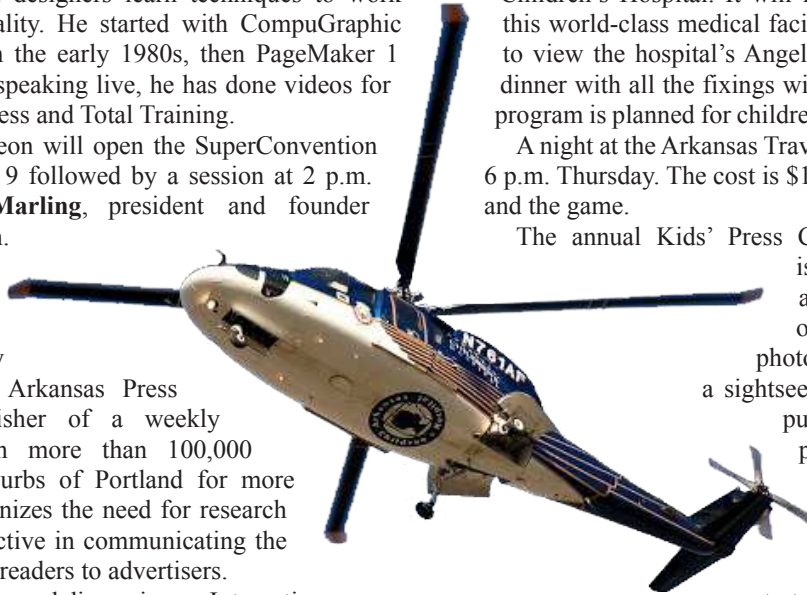 designers learn techniques to work
ality. He started with CompuGraphic
the early 1980s, then PageMaker 1
speaking live, he has done videos for
ess and Total Training.
eon will open the SuperConvention
9 followed by a session at 2 p.m.
Marling, president and founder
Arkansas Press
isher of a weekly
more than 100,000
urbs of Portland for more
nizes the need for research
ctive in communicating the
readers to advertisers.
this world-class medical facil
to view the hospital's Angel
dinner with all the fixings wi
program is planned for childre
A night at the Arkansas Trav
6 p.m. Thursday. The cost is $1
and the game.
The annual Kids' Press C
is
a
o
photo
a sightsee
pu
p
N761AF
Arkansas Children's